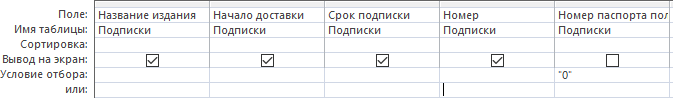 Поле: Название издания Начало доставки Срок подписки Номер Номер паспорта пол
Имя таблицы: Подписки Подписки Подписки Подписки Подписки
Сортировка:
Вывод на экран:
Условие отбора: "0"
или: